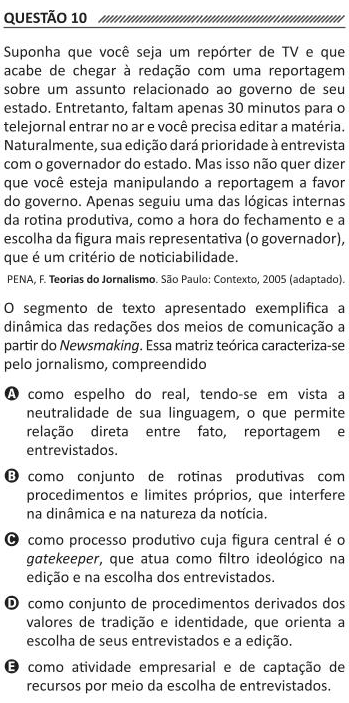 QUESTÃO 10
Suponha que você seja um repórter de TV e que
acabe de chegar à redação com uma reportagem
sobre um assunto relacionado ao governo de seu
estado. Entretanto, faltam apenas 30 minutos para o
telejornal entrar no ar e você precisa editar a matéria.
Naturalmente, sua edição dará prioridade à entrevista
com o governador do estado. Mas isso não quer dizer
que você esteja manipulando a reportagem a favor
do governo. Apenas seguiu uma das lógicas internas
da rotina produtiva, como a hora do fechamento e a
escolha da figura mais representativa (o governador),
que é um critério de noticiabilidade.
PENA, F. Teorias do Jornalismo. São Paulo: Contexto, 2005 (adaptado).
O segmento de texto apresentado exemplifica a
dinâmica das redações dos meios de comunicação a
partir do Newsmaking. Essa matriz teórica caracteriza-se
pelo jornalismo, compreendido
A como espelho do real, tendo-se em vista a
neutralidade de sua linguagem, o que permite
relação direta entre fato, reportagem e
entrevistados.
B como conjunto de rotinas produtivas com
procedimentos e limites próprios, que interfere
na dinâmica e na natureza da notícia.
C como processo produtivo cuja figura central é o
gatekeeper, que atua como filtro ideológico na
edição e na escolha dos entrevistados.
D como conjunto de procedimentos derivados dos
valores de tradição e identidade, que orienta a
escolha de seus entrevistados e a edição.
E como atividade empresarial e de captação de
recursos por meio da escolha de entrevistados.